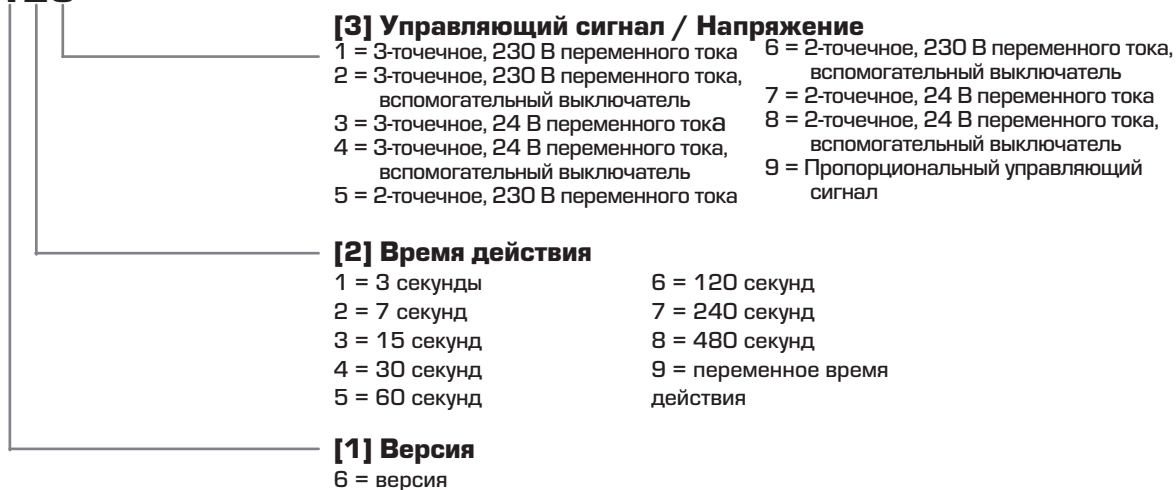 [3] Управляющий сигнал / Напряжение
1 = 3-точечное, 230 В переменного тока
2 = 3-точечное, 230 В переменного тока,
вспомогательный выключатель
3 = 3-точечное, 24 В переменного тока
4 = 3-точечное, 24 В переменного тока,
вспомогательный выключатель
5 = 2-точечное, 230 В переменного тока
6 = 2-точечное, 230 В переменного тока,
вспомогательный выключатель
7 = 2-точечное, 24 В переменного тока
8 = 2-точечное, 24 В переменного тока,
вспомогательный выключатель
9 = Пропорциональный управляющий
сигнал
[2] Время действия
1 = 3 секунды
2 = 7 секунд
3 = 15 секунд
4 = 30 секунд
5 = 60 секунд
6 = 120 секунд
7 = 240 секунд
8 = 480 секунд
9 = переменное время
действия
[1] Версия
6 = версия